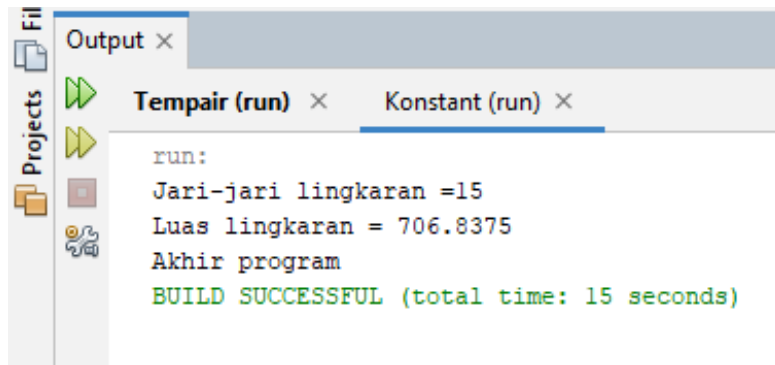 Fil
Projects
Output ×
Tempair (run) ×
Konstant (run) ×
run:
Jari-jari lingkaran =15
Luas lingkaran = 706.8375
Akhir program
BUILD SUCCESSFUL (total time: 15 seconds)